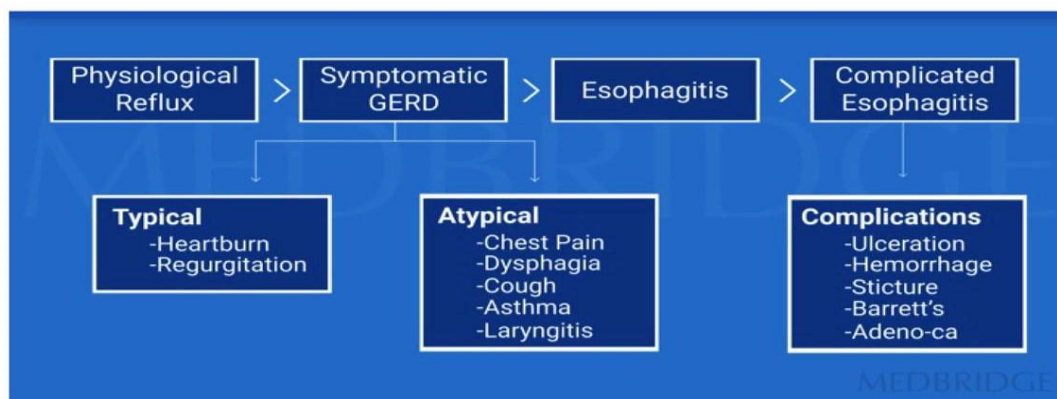 Physiological
Reflux
>
Symptomatic
GERD
>
Esophagitis
>
Complicated
Esophagitis
Typical
-Heartburn
-Regurgitation
Atypical
-Chest Pain
-Dysphagia
-Cough
-Asthma
-Laryngitis
Complications
-Ulceration
-Hemorrhage
-Sticture
-Barrett's
-Adeno-ca
MEDBRIDGE
MEDBRIDGE